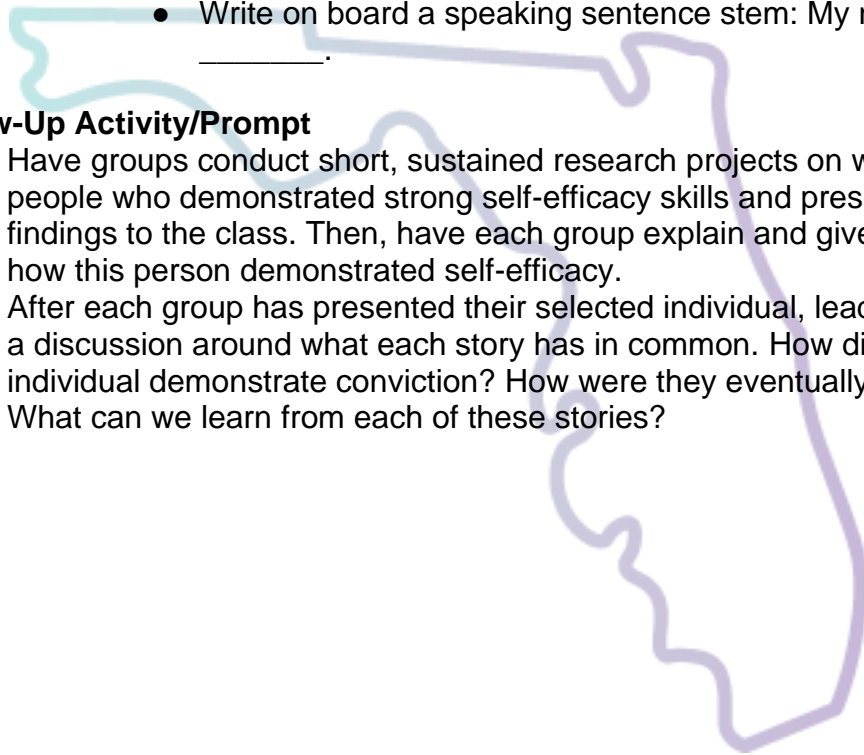 ● Write on board a speaking sentence stem: My
_______.
w-Up Activity/Prompt
Have groups conduct short, sustained research projects on
people who demonstrated strong self-efficacy skills and
findings to the class. Then, have each group explain and give
how this person demonstrated self-efficacy.
After each group has presented their selected individual,
a discussion around what each story has in common. How
individual demonstrate conviction? How were they eventually
What can we learn from each of these stories?